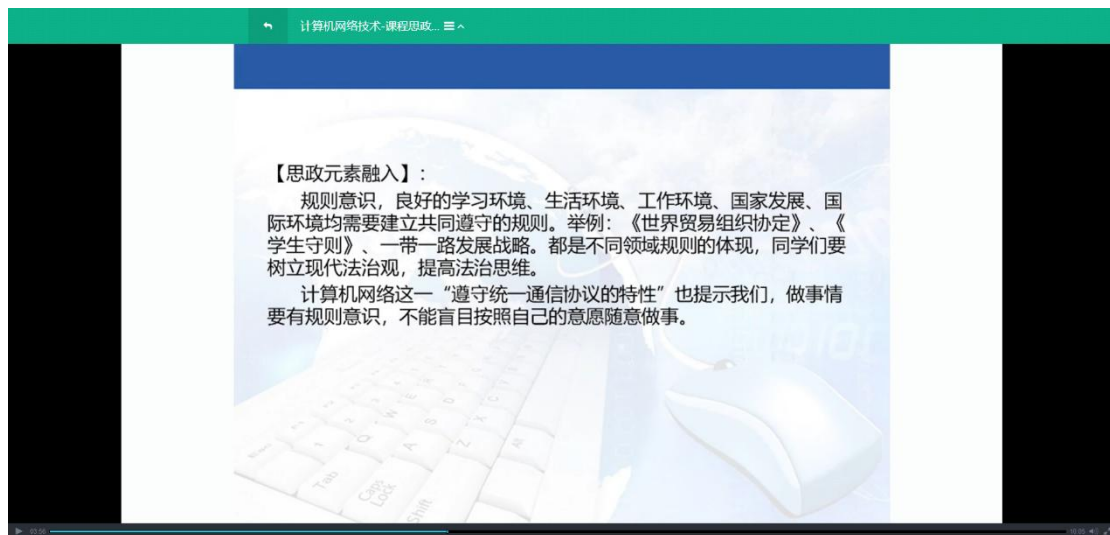 计算机网络技术-课程思政...
【思政元素融入】:
规则意识，良好的学习环境、生活环境、工作环境、国家发展、国
际环境均需要建立共同遵守的规则。举例：《世界贸易组织协定》、《
学生守则》、一带一路发展战略。都是不同领域规则的体现，同学们要
树立现代法治观，提高法治思维。
计算机网络这一“遵守统一通信协议的特性”也提示我们，做事情
要有规则意识，不能盲目按照自己的意愿随意做事。
Tab
Caps
Lock
Shift
03:56
10:05